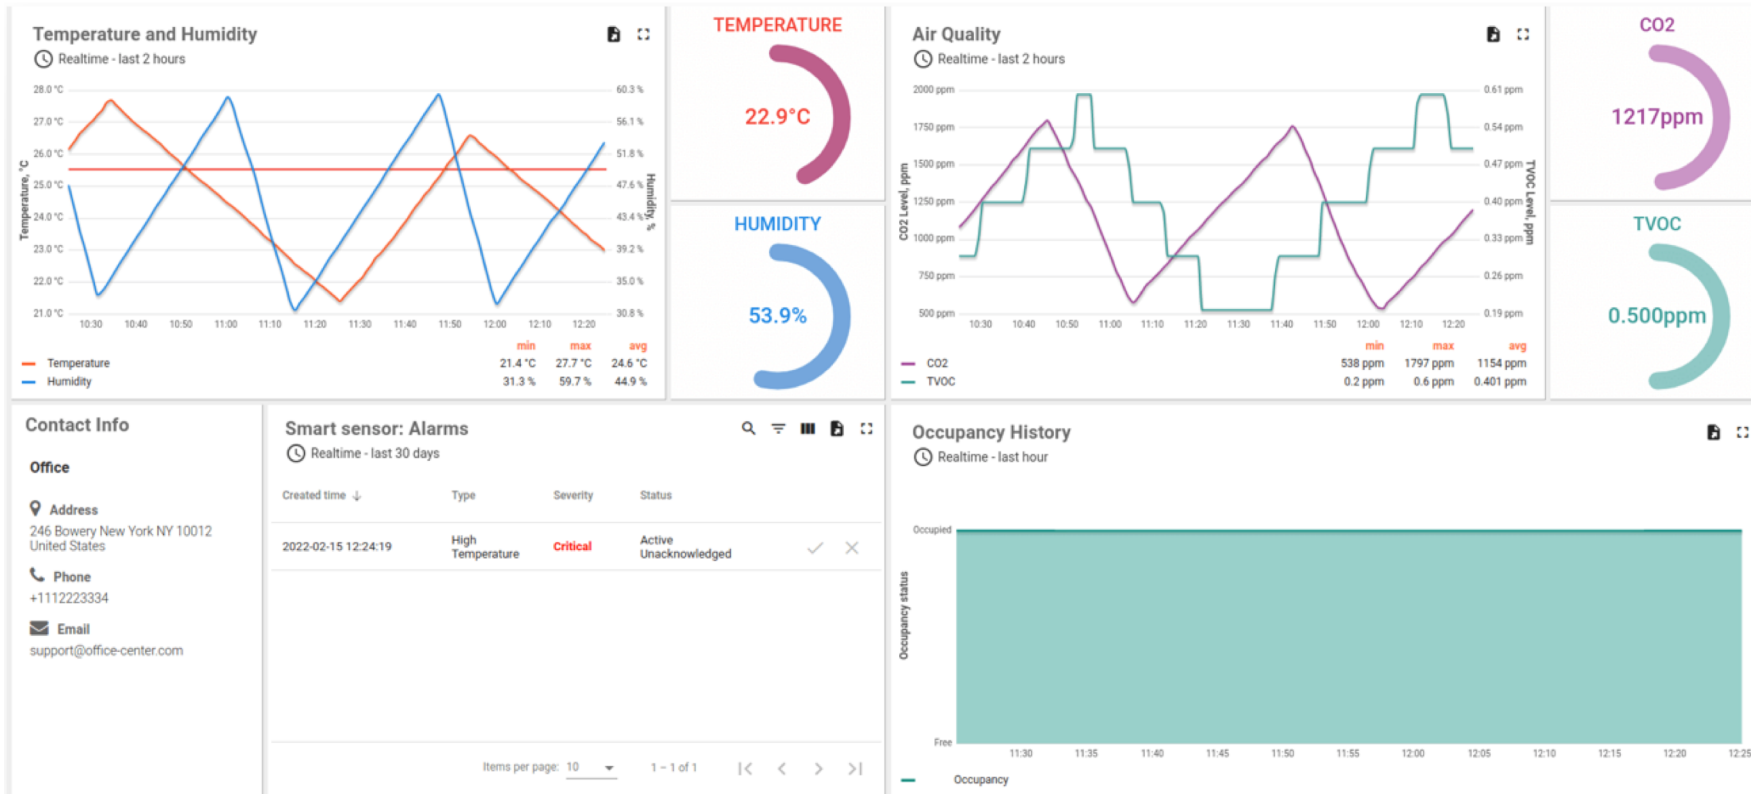 Temperature and Humidity
Realtime - last 2 hours
28.0 °C
27.0 °C
26.0 °C
25.0 °C
24.0 °C
23.0 °C
22.0 °C
21.0 °C
Temperature, °C
60.3 %
56.1 %
51.8 %
47.6 %
43.4 %
39.2 %
35.0 %
30.8 %
Humidity, %
10:30 10:40 10:50 11:00 11:10 11:20 11:30 11:40 11:50 12:00 12:10 12:20
min max avg
Temperature 21.4 °C 27.7 °C 24.6 °C
Humidity 31.3 % 59.7 % 44.9 %
TEMPERATURE
22.9°C
HUMIDITY
53.9%
Air Quality
Realtime - last 2 hours
2000 ppm
1750 ppm
1500 ppm
1250 ppm
1000 ppm
750 ppm
500 ppm
CO2 Level, ppm
0.61 ppm
0.54 ppm
0.47 ppm
0.40 ppm
0.33 ppm
0.26 ppm
0.19 ppm
TVOC Level, ppm
10:30 10:40 10:50 11:00 11:10 11:20 11:30 11:40 11:50 12:00 12:10 12:20
min max avg
CO2 538 ppm 1797 ppm 1154 ppm
TVOC 0.2 ppm 0.6 ppm 0.401 ppm
CO2
1217ppm
TVOC
0.500ppm
Contact Info
Office
Address
246 Bowery New York NY 10012
United States
Phone
+1112223334
Email
support@office-center.com
Smart sensor: Alarms
Realtime - last 30 days
Created time Type Severity Status
2022-02-15 12:24:19 High Temperature Critical Active Unacknowledged
Items per page: 10 1 – 1 of 1
Occupancy History
Realtime - last hour
Occupied
Free
Occupancy status
11:30 11:35 11:40 11:45 11:50 11:55 12:00 12:05 12:10 12:15 12:20 12:25
Occupancy